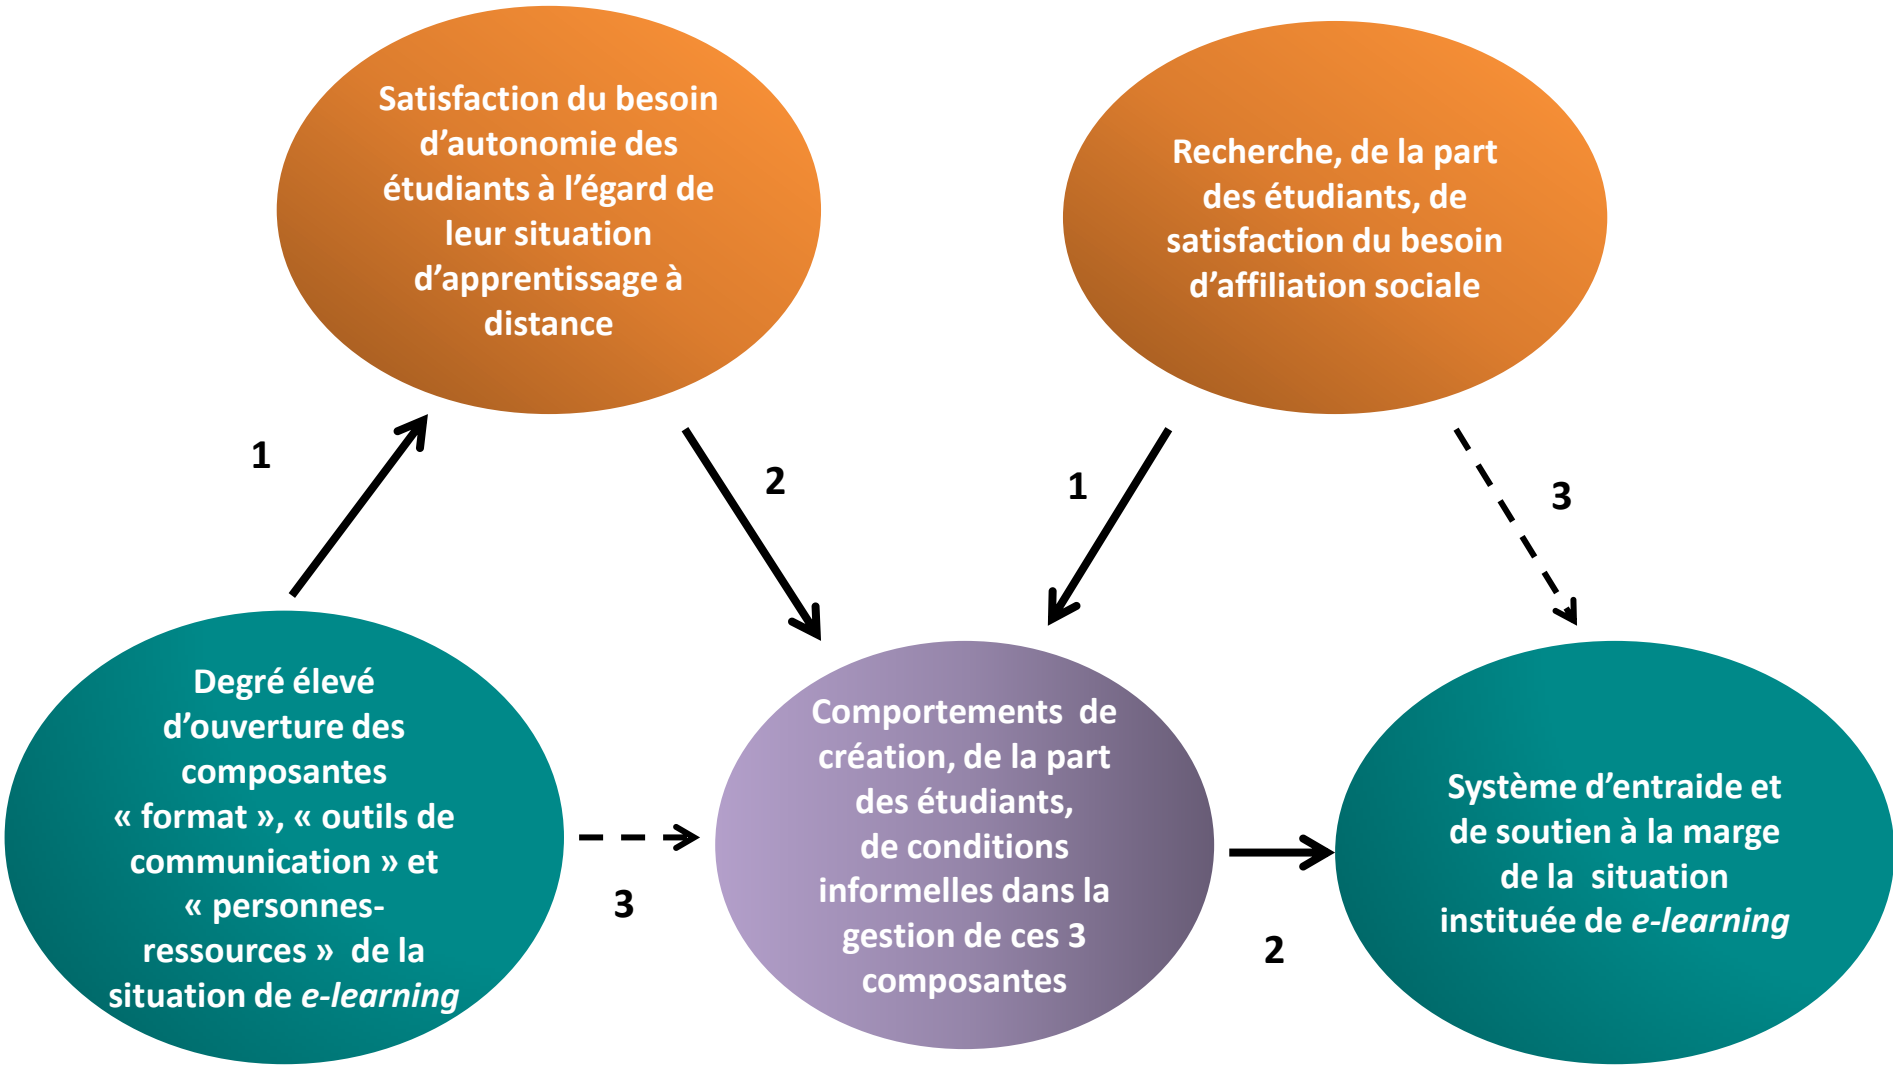 Satisfaction du besoin
d’autonomie des
étudiants à l’égard de
leur situation
d’apprentissage à
distance
Recherche, de la part
des étudiants, de
satisfaction du besoin
d’affiliation sociale
1
2
1
3
Degré élevé
d’ouverture des
composantes
« format », « outils de
communication » et
« personnes-
ressources » de la
situation de e-learning
3
Comportements de
création, de la part
des étudiants,
de conditions
informelles dans la
gestion de ces 3
composantes
2
Système d’entraide et
de soutien à la marge
de la situation
instituée de e-learning